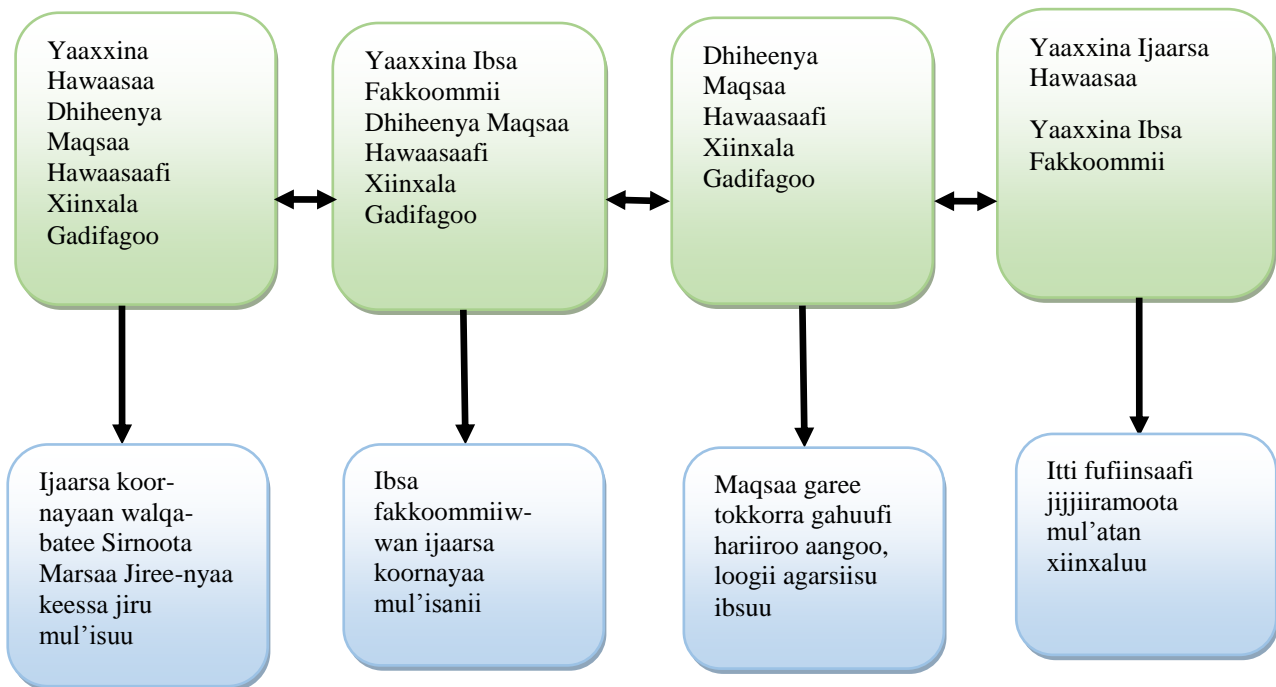 Yaaxxina
Hawaasaa
Dhiheenya
Maqsaa
Hawaasaafi
Xiinxala
Gadifagoo
Yaaxxina Ibsa
Fakkoommii
Dhiheenya Maqsaa
Hawaasaafi
Xiinxala
Gadifagoo
Dhiheenya
Maqsaa
Hawaasaafi
Xiinxala
Gadifagoo
Yaaxxina Ijaarsa
Hawaasaa
Yaaxxina Ibsa
Fakkoommii
Ijaarsa koor-
nayaan walqa-
batee Sirnoota
Marsaa Jiree-nyaa
keessa jiru
mul’isuu
Ibsa
fakkoommiiw-
wan ijaarsa
koornayaa
mul’isanii
Maqsaa garee
tokkorra gahuufi
hariiroo aangoo,
loogii agarsiisu
ibsuu
Itti fufiinsaafi
jijjiiramoota
mul’atan
xiinxaluu